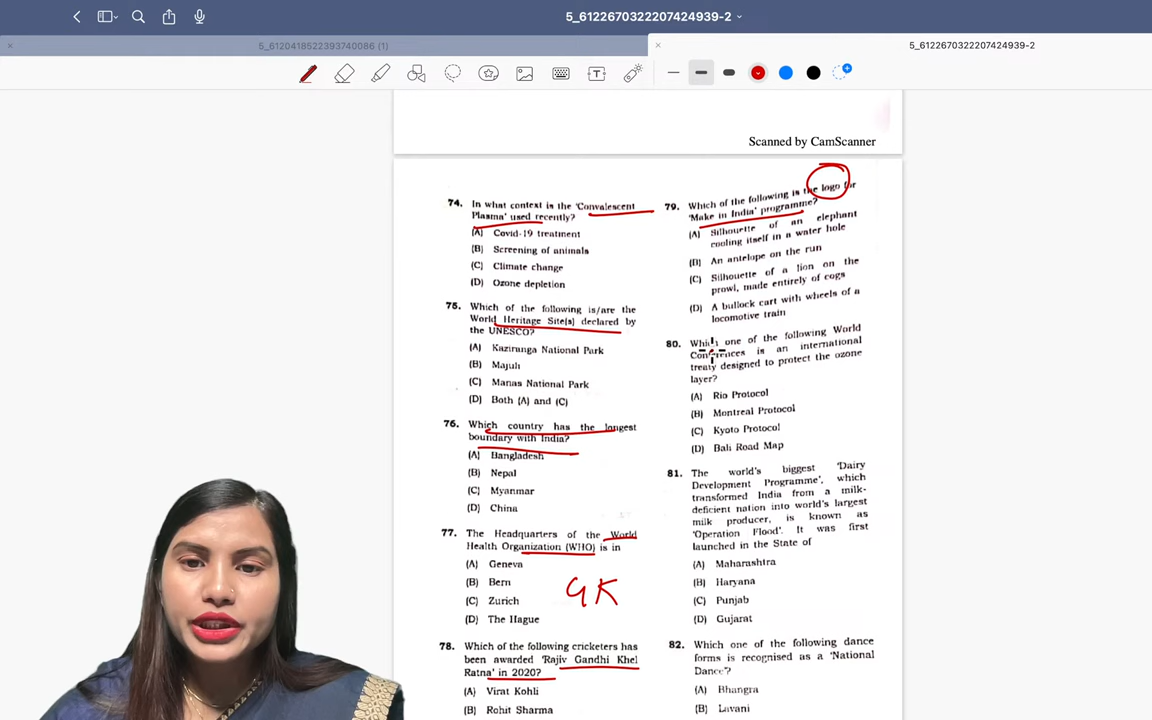 5_6122670322207424939-2
5_6120418522393740086 (1)
5_6122670322207424939-2
Scanned by CamScanner
74. In what context is the 'Convalescent
Plasma' used recently?
(A) Covid-19 treatment
(B) Screening of animals
(C) Climate change
(D) Ozone depletion
75. Which of the following is/are the
World Heritage Site(s) declared by
the UNESCO?
(A) Kaziranga National Park
(B) Majuli
(C) Manas National Park
(D) Both (A) and (C)
76. Which country has the longest
boundary with India?
(A) Bangladesh
(B) Nepal
(C) Myanmar
(D) China
77. The Headquarters of the World
Health Organization (WHO) is in
(A) Geneva
(B) Bern
(C) Zurich
(D) The Hague
GK
78. Which of the following cricketers has
been awarded 'Rajiv Gandhi Khel
Ratna' in 2020?
(A) Virat Kohli
(B) Rohit Sharma
79. Which of the following is the logo for
'Make in India' programme?
(A) Silhouette of an elephant
cooling itself in a water hole
(B) An antelope on the run
(C) Silhouette of a lion on the
prowl, made entirely of cogs
(D) A bullock cart with wheels of a
locomotive train
80. Which one of the following World
Conferences is an international
treaty designed to protect the ozone
layer?
(A) Rio Protocol
(B) Montreal Protocol
(C) Kyoto Protocol
(D) Bali Road Map
81. The world's biggest 'Dairy
Development Programme', which
transformed India from a milk-
deficient nation into world's largest
milk producer, is known as
'Operation Flood'. It was first
launched in the State of
(A) Maharashtra
(B) Haryana
(C) Punjab
(D) Gujarat
82. Which one of the following dance
forms is recognised as a 'National
Dance'?
(A) Bhangra
(B) Lavani